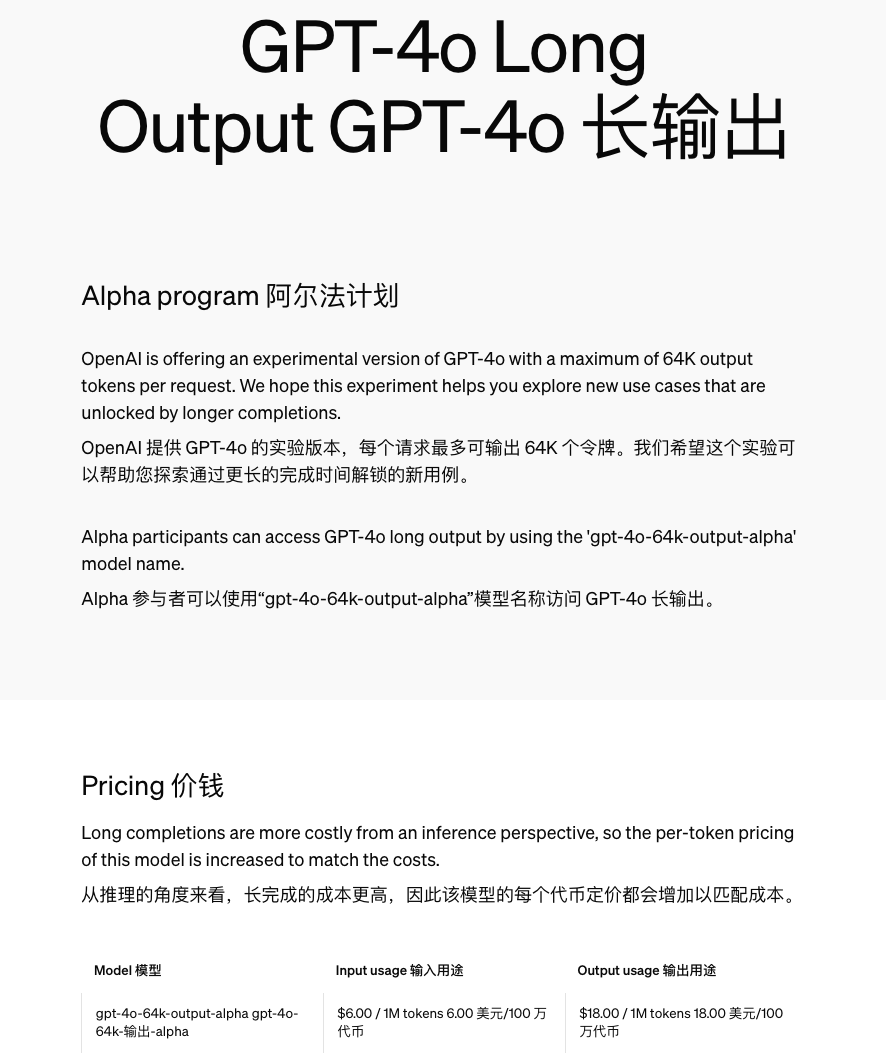 GPT-4o Long
Output GPT-4o 长输出
Alpha program 阿尔法计划
OpenAI is offering an experimental version of GPT-4o with a maximum of 64K output
tokens per request. We hope this experiment helps you explore new use cases that are
unlocked by longer completions.
OpenAI 提供 GPT-4o 的实验版本，每个请求最多可输出 64K 个令牌。我们希望这个实验可
以帮助您探索通过更长的完成时间解锁的新用例。
Alpha participants can access GPT-4o long output by using the 'gpt-4o-64k-output-alpha'
model name.
Alpha 参与者可以使用“gpt-4o-64k-output-alpha”模型名称访问 GPT-4o 长输出。
Pricing 价钱
Long completions are more costly from an inference perspective, so the per-token pricing
of this model is increased to match the costs.
从推理的角度来看，长完成的成本更高，因此该模型的每个代币定价都会增加以匹配成本。
Model 模型
Input usage 输入用途
Output usage 输出用途
gpt-4o-64k-output-alpha gpt-4o-
64k-输出-alpha
$6.00 / 1M tokens 6.00 美元/100 万
代币
$18.00 / 1M tokens 18.00 美元/100
万代币